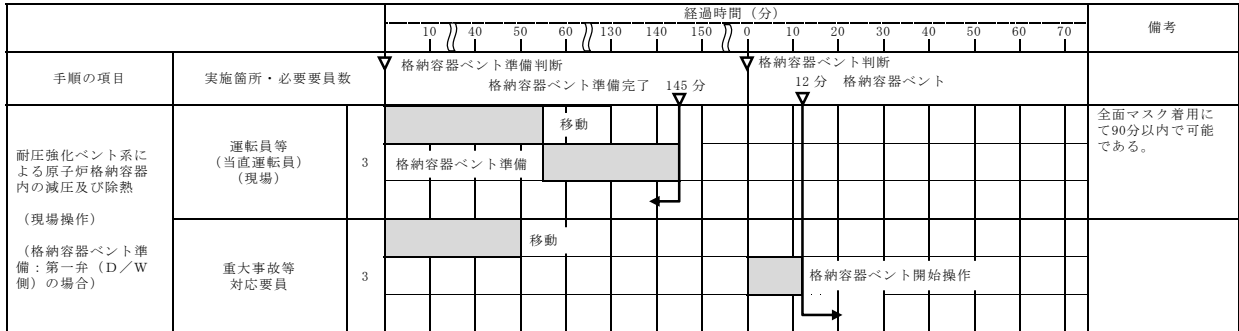 経過時間（分）
備考
10 40 50 60 130 140 150 0 10 20 30 40 50 60 70
手順の項目
実施箇所・必要要員数
格納容器ベント準備判断
格納容器ベント判断
格納容器ベント準備完了 145分
12分 格納容器ベント
耐圧強化ベント系に
よる原子炉格納容器
内の減圧及び除熱
（現場操作）
（格納容器ベント準
備：第一弁（D／W
側）の場合）
運転員等
（当直運転員）
（現場）
3
移動
格納容器ベント準備
全面マスク着用に
て90分以内で可能
である。
重大事故等
対応要員
3
移動
格納容器ベント開始操作